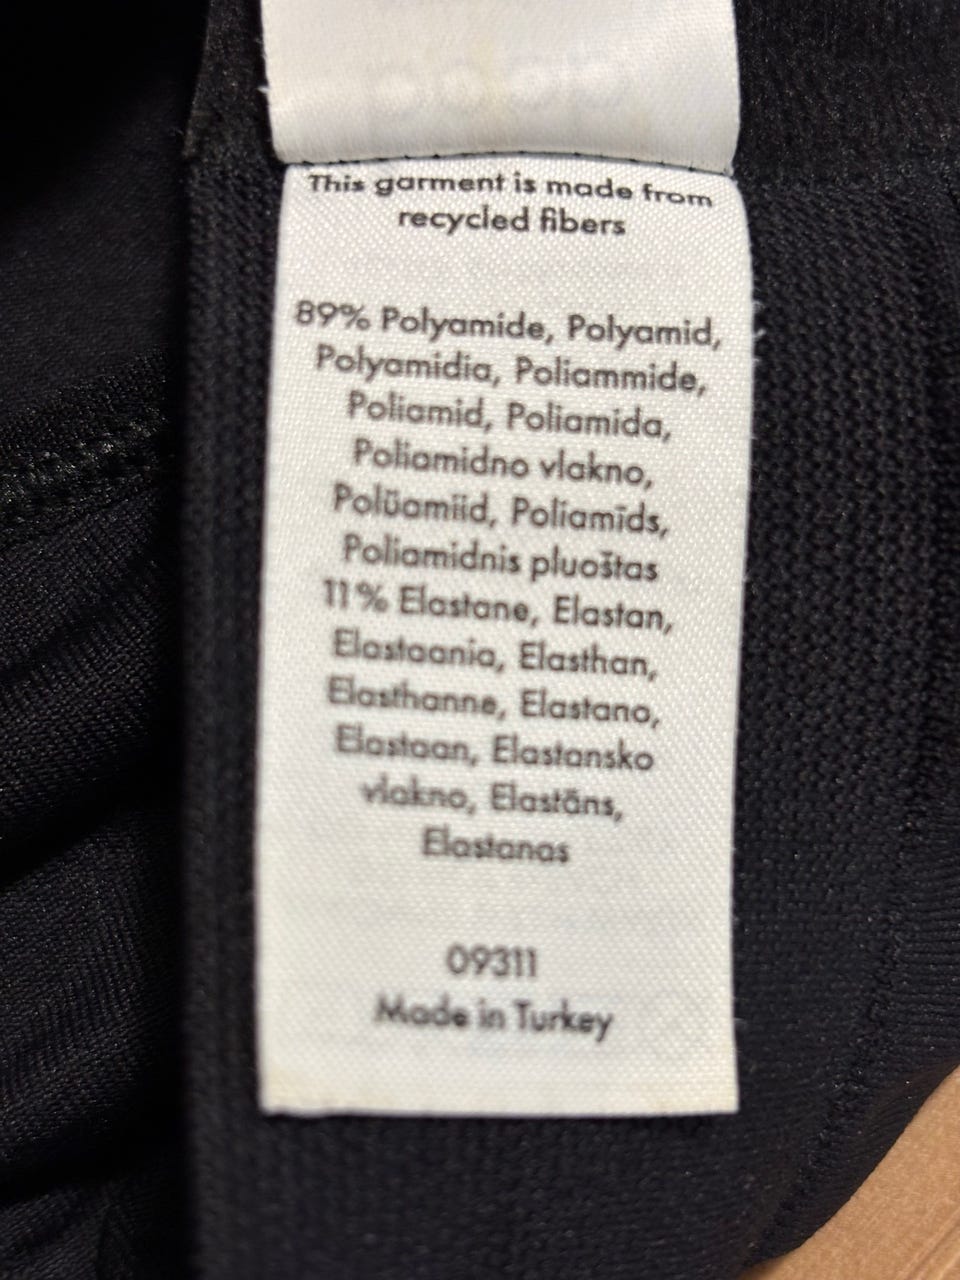 This garment is made from
recycled fibers
89% Polyamide, Polyamid,
Polyamidia, Poliammide,
Poliamid, Poliamida,
Poliamidno vlakno,
Polüamiid, Poliamīds,
Poliamidnis pluoštas
11% Elastane, Elastan,
Elastaania, Elasthan,
Elasthanne, Elastano,
Elastaan, Elastansko
vlakno, Elastāns,
Elastanas
09311
Made in Turkey